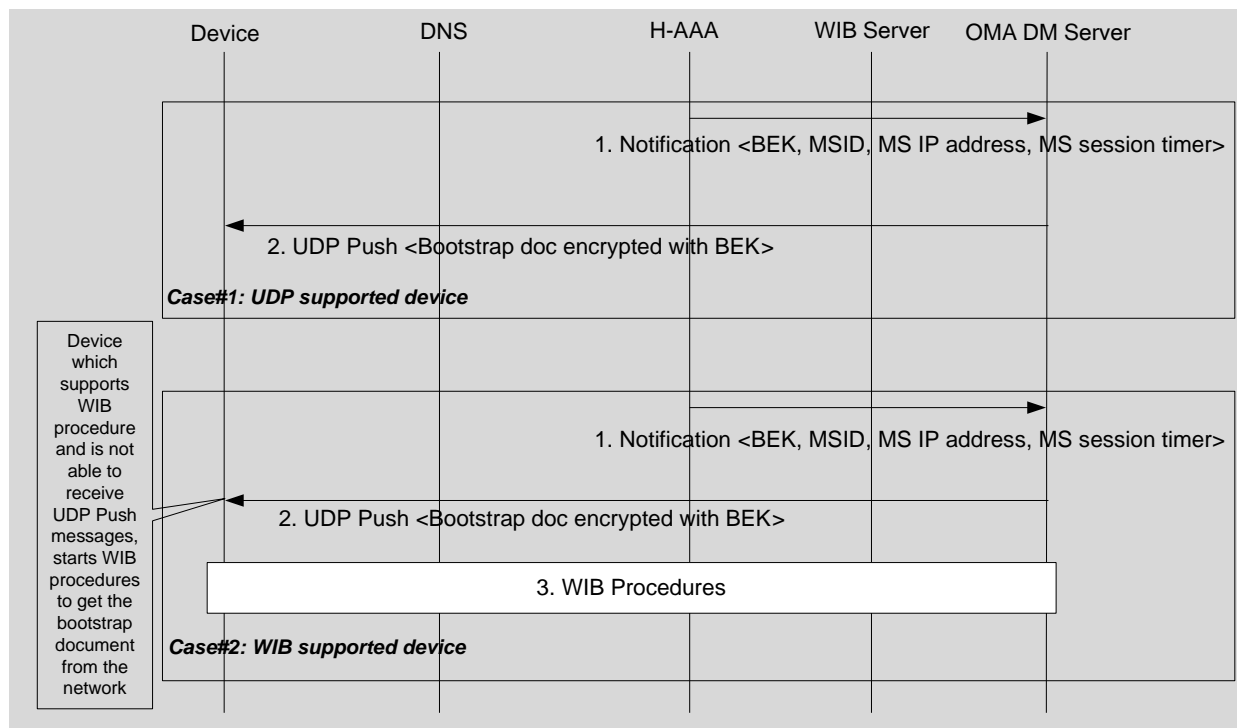 Device
DNS
H-AAA
WIB Server
OMA DM Server
1. Notification <BEK, MSID, MS IP address, MS session timer>
2. UDP Push <Bootstrap doc encrypted with BEK>
Case#1: UDP supported device
Device
which
supports
WIB
procedure
and is not
able to
receive
UDP Push
messages,
starts WIB
procedures
to get the
bootstrap
document
from the
network
1. Notification <BEK, MSID, MS IP address, MS session timer>
2. UDP Push <Bootstrap doc encrypted with BEK>
3. WIB Procedures
Case#2: WIB supported device